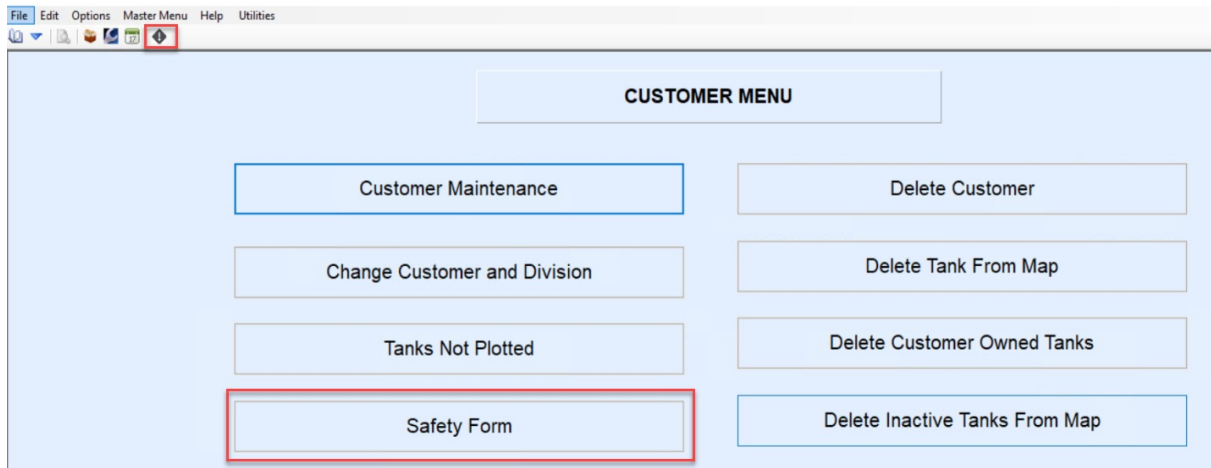 File Edit Options Master Menu Help Utilities
17
CUSTOMER MENU
Customer Maintenance
Delete Customer
Change Customer and Division
Delete Tank From Map
Tanks Not Plotted
Delete Customer Owned Tanks
Safety Form
Delete Inactive Tanks From Map